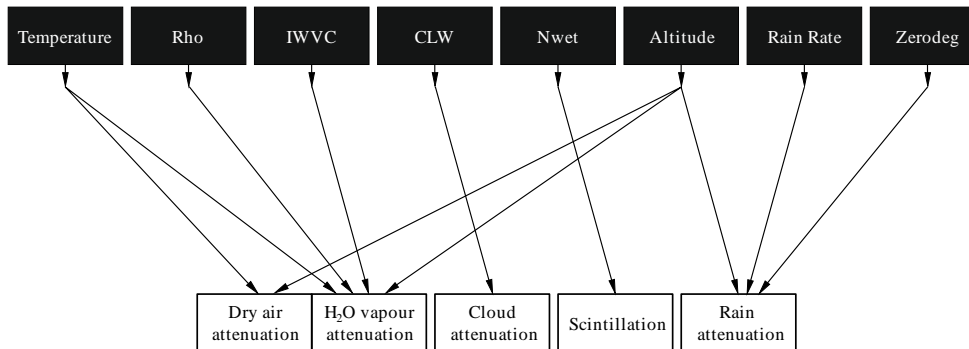 Temperature
Rho
IWVC
CLW
Nwet
Altitude
Rain Rate
Zerodeg
Dry air
attenuation
H₂O vapour
attenuation
Cloud
attenuation
Scintillation
Rain
attenuation